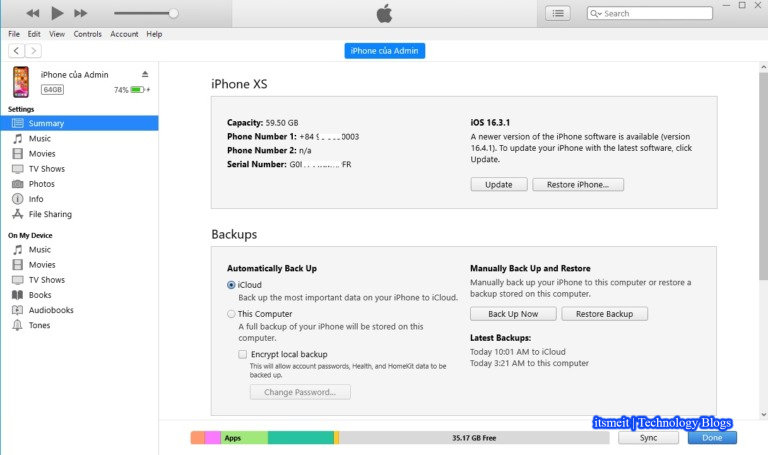 Search
File Edit View Controls Account Help
iPhone của Admin
iPhone của Admin
64GB 74%
Settings
Summary
Music
Movies
TV Shows
Photos
Info
File Sharing
On My Device
Music
Movies
TV Shows
Books
Audiobooks
Tones
iPhone XS
Capacity: 59.50 GB
Phone Number 1: +84 9 0003
Phone Number 2: n/a
Serial Number: FR
iOS 16.3.1
A newer version of the iPhone software is available (version
16.4.1). To update your iPhone with the latest software, click
Update.
Update Restore iPhone...
Backups
Automatically Back Up
iCloud
Back up the most important data on your iPhone to iCloud.
This Computer
A full backup of your iPhone will be stored on this
computer.
Encrypt local backup
This will allow account passwords, Health, and HomeKit data to be
backed up.
Change Password...
Manually Back Up and Restore
Manually back up your iPhone to this computer or restore a
backup stored on this computer.
Back Up Now Restore Backup
Latest Backups:
Today 10:01 AM to iCloud
Today 3:21 AM to this computer
itsmeit | Technology Blogs
Apps 35.17 GB Free Sync Done